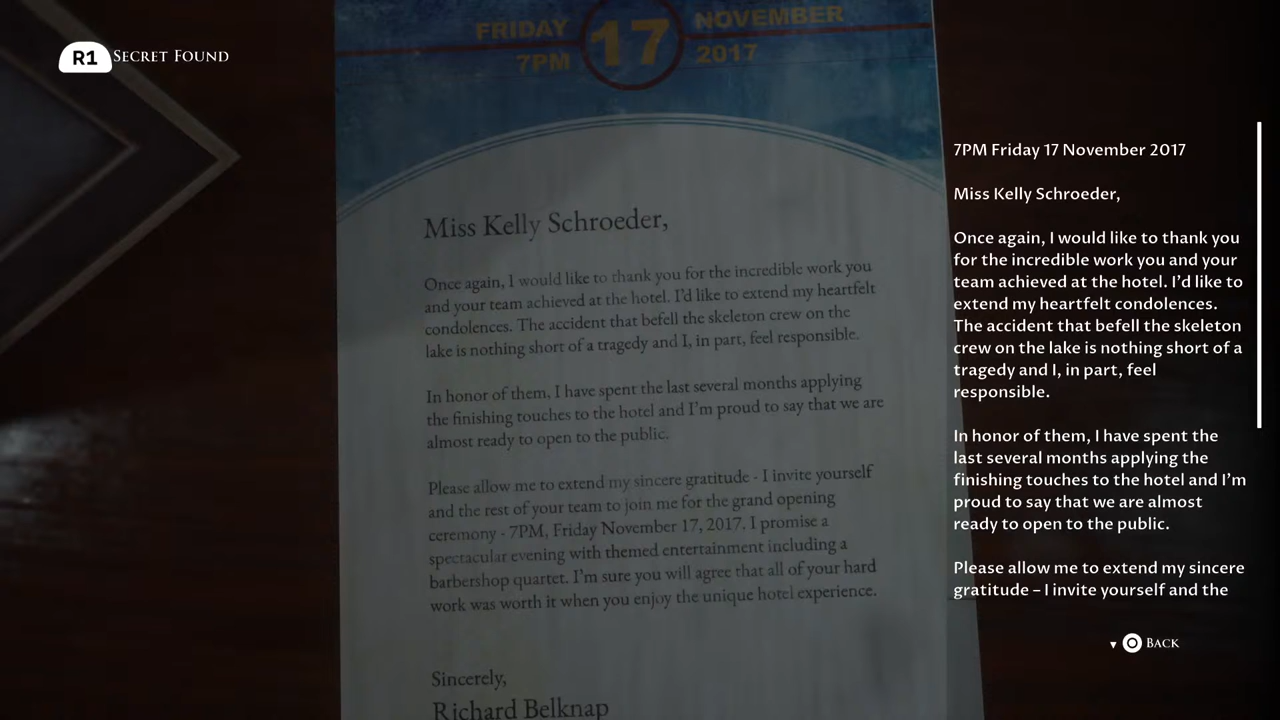 R1 SECRET FOUND
FRIDAY 17 NOVEMBER
7PM 2017
Miss Kelly Schroeder,
Once again, I would like to thank you for the incredible work you
and your team achieved at the hotel. I'd like to extend my heartfelt
condolences. The accident that befell the skeleton crew on the
lake is nothing short of a tragedy and I, in part, feel responsible.
In honor of them, I have spent the last several months applying
the finishing touches to the hotel and I'm proud to say that we are
almost ready to open to the public.
Please allow me to extend my sincere gratitude - I invite yourself
and the rest of your team to join me for the grand opening
ceremony - 7PM, Friday November 17, 2017. I promise a
spectacular evening with themed entertainment including a
barbershop quartet. I'm sure you will agree that all of your hard
work was worth it when you enjoy the unique hotel experience.
Sincerely,
Richard Belknap
7PM Friday 17 November 2017
Miss Kelly Schroeder,
Once again, I would like to thank you
for the incredible work you and your
team achieved at the hotel. I'd like to
extend my heartfelt condolences.
The accident that befell the skeleton
crew on the lake is nothing short of a
tragedy and I, in part, feel
responsible.
In honor of them, I have spent the
last several months applying the
finishing touches to the hotel and I'm
proud to say that we are almost
ready to open to the public.
Please allow me to extend my sincere
gratitude – I invite yourself and the
BACK